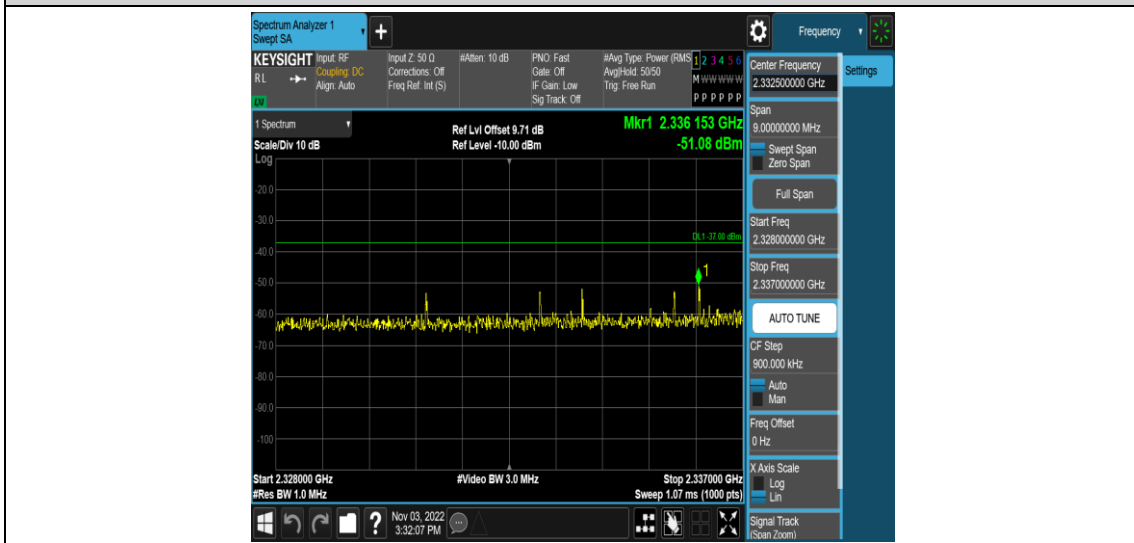 Spectrum Analyzer 1
Swept SA
+
Frequency
KEYSIGHT
RL
LXI
Input: RF
Coupling: DC
Align: Auto
Input Z: 50 Ω
Corrections: Off
Freq Ref: Int (S)
#Atten: 10 dB
PNO: Fast
Gate: Off
IF Gain: Low
Sig Track: Off
#Avg Type: Power (RMS
Avg|Hold: 50/50
Trig: Free Run
1 2 3 4 5 6
M W W W W W
P P P P P P
1 Spectrum
Scale/Div 10 dB
Log
Ref Lvl Offset 9.71 dB
Ref Level -10.00 dBm
Mkr1 2.336 153 GHz
-51.08 dBm
-20.0
-30.0
DL1 -37.00 dBm
-40.0
1
-50.0
-60.0
-70.0
-80.0
-90.0
-100
Start 2.328000 GHz
#Res BW 1.0 MHz
#Video BW 3.0 MHz
Stop 2.337000 GHz
Sweep 1.07 ms (1000 pts)
Center Frequency
2.332500000 GHz
Settings
Span
9.00000000 MHz
Swept Span
Zero Span
Full Span
Start Freq
2.328000000 GHz
Stop Freq
2.337000000 GHz
AUTO TUNE
CF Step
900.000 kHz
Auto
Man
Freq Offset
0 Hz
X Axis Scale
Log
Lin
Signal Track
(Span Zoom)
?
Nov 03, 2022
3:32:07 PM